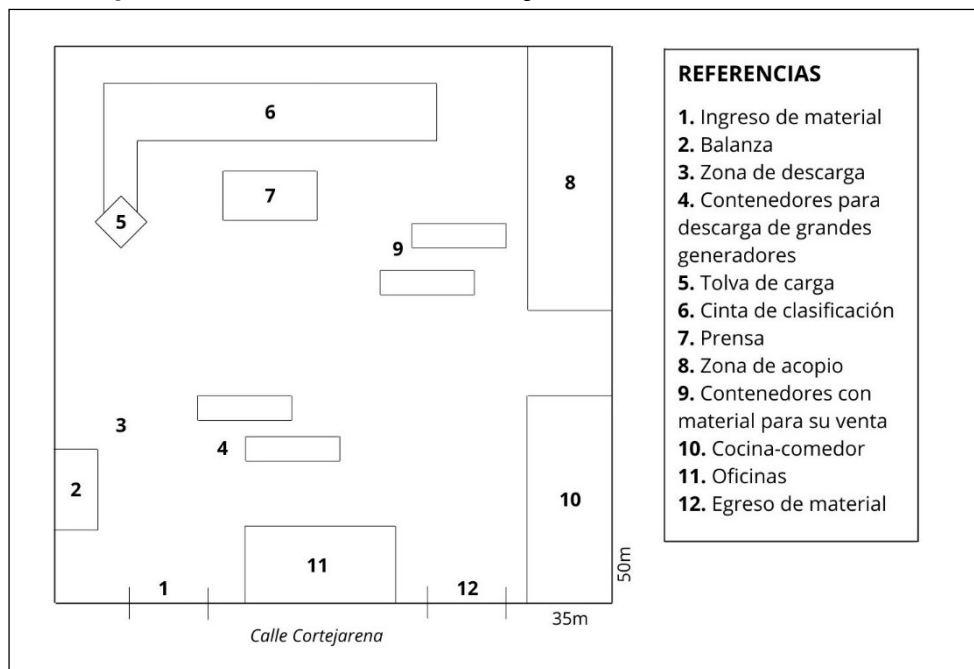 6
8
7
5
9
3
4
2
10
11
1
12
50m
35m
Calle Cortejarena
REFERENCIAS
1. Ingreso de material
2. Balanza
3. Zona de descarga
4. Contenedores para
descarga de grandes
generadores
5. Tolva de carga
6. Cinta de clasificación
7. Prensa
8. Zona de acopio
9. Contenedores con
material para su venta
10. Cocina-comedor
11. Oficinas
12. Egreso de material